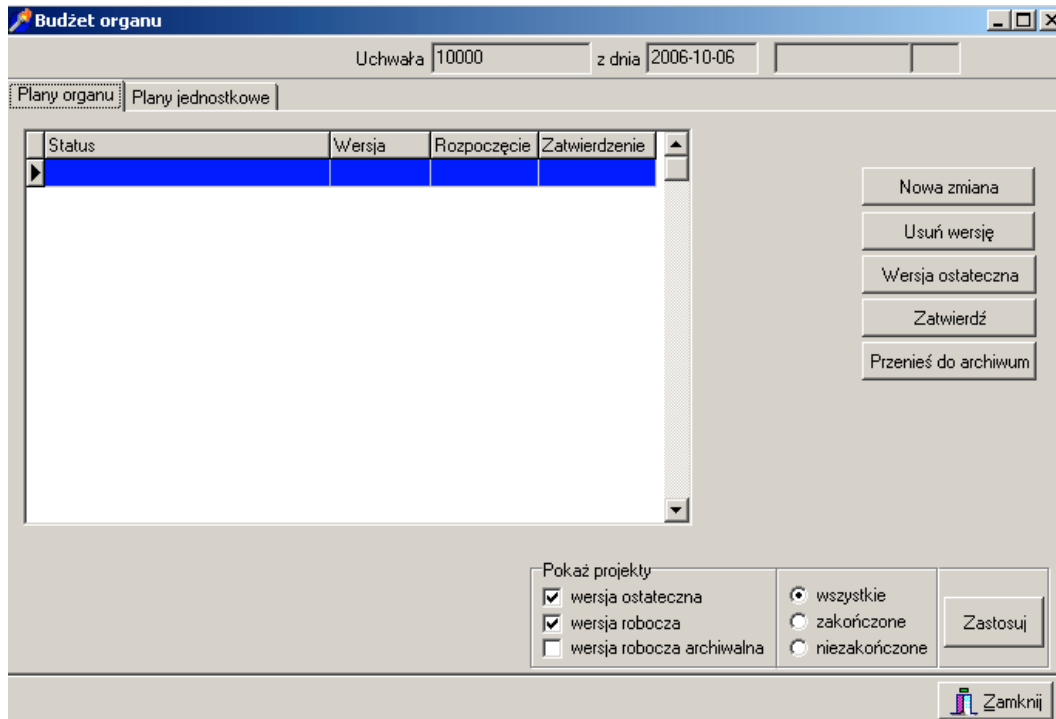 Budżet organu
Uchwała 10000 z dnia 2006-10-06
Plany organu Plany jednostkowe
Status Wersja Rozpoczęcie Zatwierdzenie
Nowa zmiana
Usuń wersję
Wersja ostateczna
Zatwierdź
Przenieś do archiwum
Pokaż projekty
wersja ostateczna wszystkie
wersja robocza zakończone Zastosuj
wersja robocza archiwalna niezakończone
Zamknij